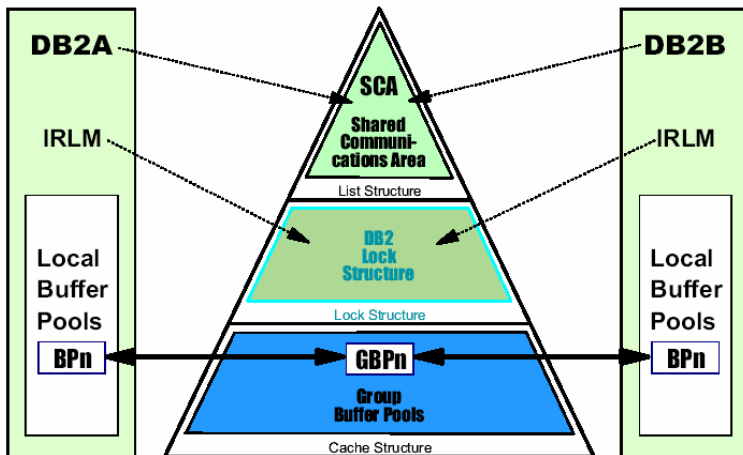 DB2A
IRLM
Local
Buffer
Pools
BPn
SCA
Shared
Communi-
cations Area
List Structure
DB2
Lock
Structure
Lock Structure
GBPn
Group
Buffer Pools
Cache Structure
DB2B
IRLM
Local
Buffer
Pools
BPn